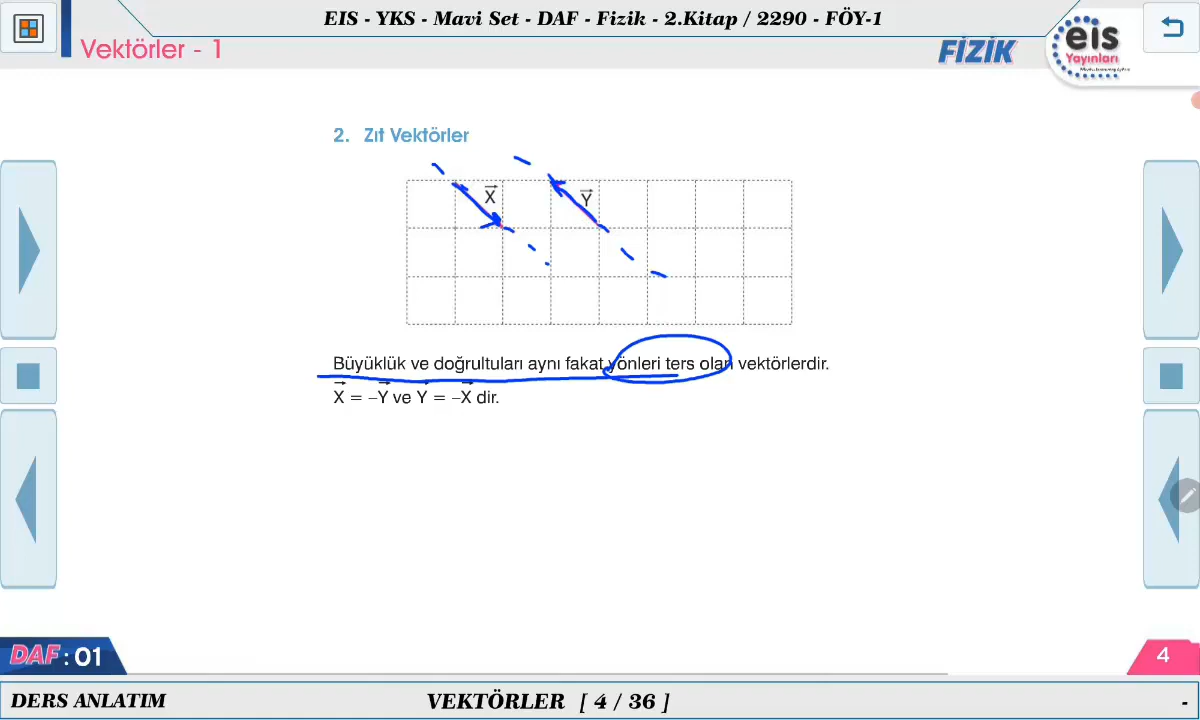 EIS - YKS - Mavi Set - DAF - Fizik - 2.Kitap / 2290 - FÖY-1
Vektörler - 1
FİZİK
eis
Yayınları
2. Zıt Vektörler
X
Y
Büyüklük ve doğrultuları aynı fakat yönleri ters olan vektörlerdir.
X = –Y ve Y = –X dir.
DAF : 01
4
DERS ANLATIM
VEKTÖRLER [ 4 / 36 ]
-